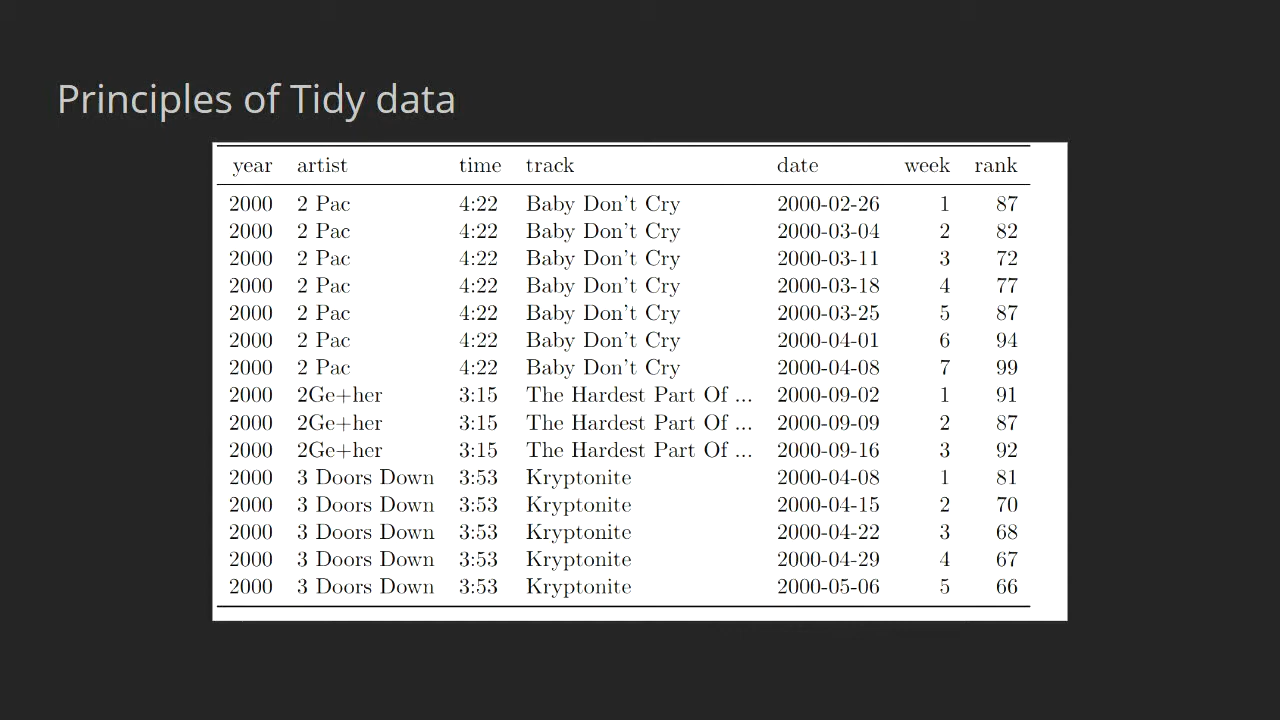 Principles of Tidy data
year artist time track date week rank
2000 2 Pac 4:22 Baby Don't Cry 2000-02-26 1 87
2000 2 Pac 4:22 Baby Don't Cry 2000-03-04 2 82
2000 2 Pac 4:22 Baby Don't Cry 2000-03-11 3 72
2000 2 Pac 4:22 Baby Don't Cry 2000-03-18 4 77
2000 2 Pac 4:22 Baby Don't Cry 2000-03-25 5 87
2000 2 Pac 4:22 Baby Don't Cry 2000-04-01 6 94
2000 2 Pac 4:22 Baby Don't Cry 2000-04-08 7 99
2000 2Ge+her 3:15 The Hardest Part Of ... 2000-09-02 1 91
2000 2Ge+her 3:15 The Hardest Part Of ... 2000-09-09 2 87
2000 2Ge+her 3:15 The Hardest Part Of ... 2000-09-16 3 92
2000 3 Doors Down 3:53 Kryptonite 2000-04-08 1 81
2000 3 Doors Down 3:53 Kryptonite 2000-04-15 2 70
2000 3 Doors Down 3:53 Kryptonite 2000-04-22 3 68
2000 3 Doors Down 3:53 Kryptonite 2000-04-29 4 67
2000 3 Doors Down 3:53 Kryptonite 2000-05-06 5 66